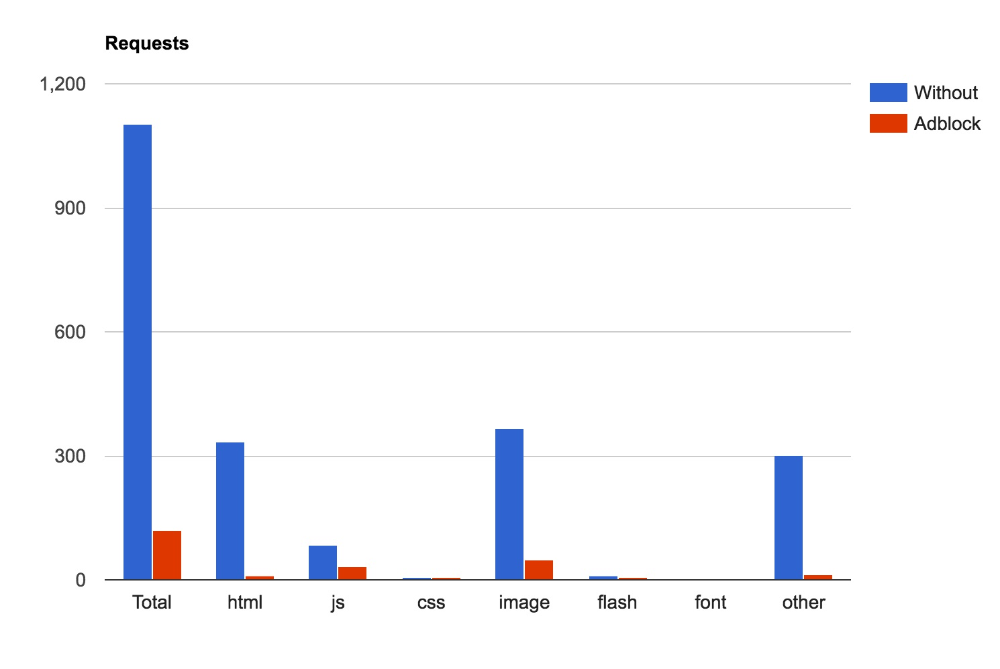 Requests
1,200
900
600
300
0
Total html js css image flash font other
Without
Adblock